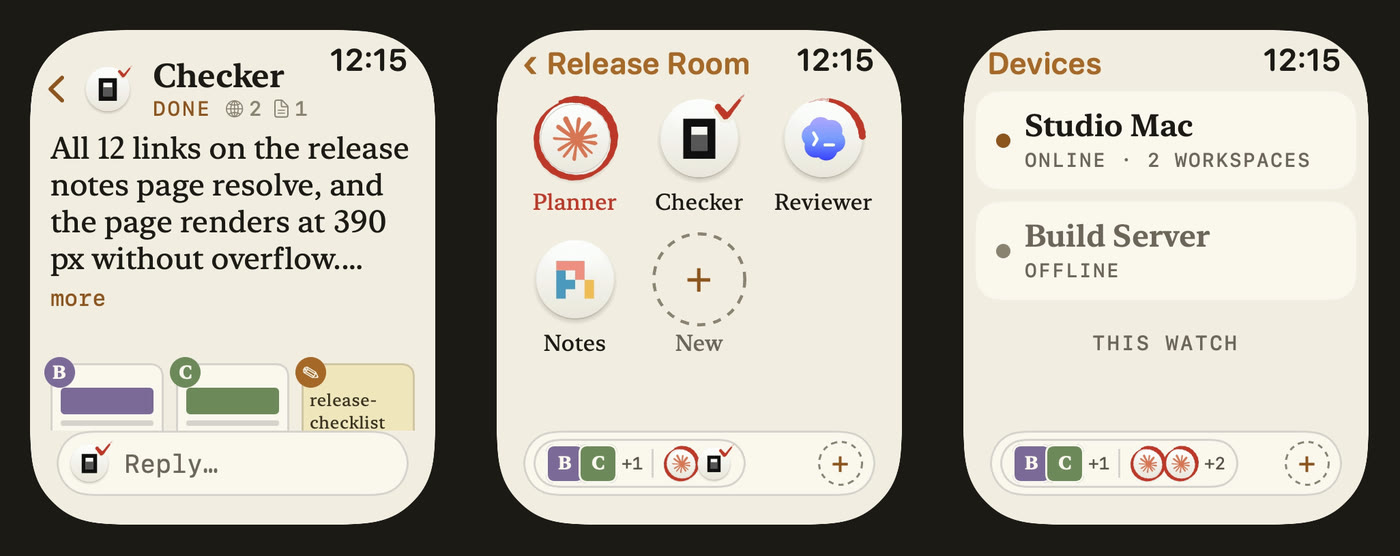 12:15
Checker
DONE 2 1
All 12 links on the release
notes page resolve, and
the page renders at 390
px without overflow....
more
B
C
release-
checklist
Reply…
‹ Release Room
12:15
Planner
Checker
Reviewer
Notes
+
New
B C +1
+
Devices
12:15
Studio Mac
ONLINE · 2 WORKSPACES
Build Server
OFFLINE
THIS WATCH
B C +1
+2
+